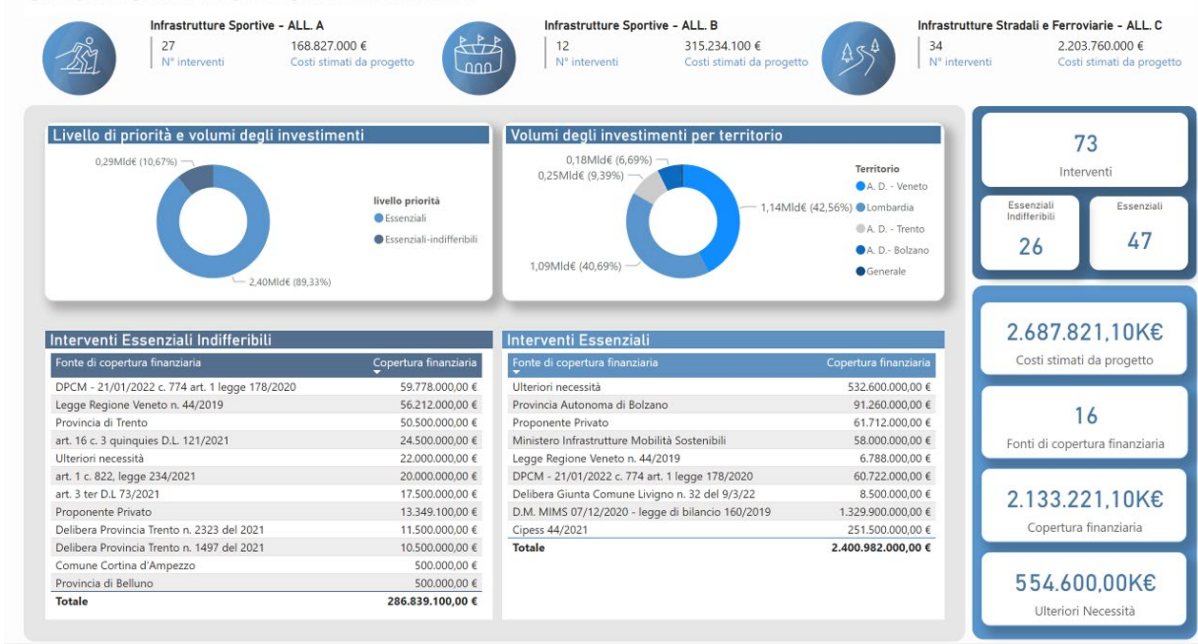 Infrastrutture Sportive - ALL. A
27 168.827.000 €
N° interventi Costi stimati da progetto
Infrastrutture Sportive - ALL. B
12 315.234.100 €
N° interventi Costi stimati da progetto
Infrastrutture Stradali e Ferroviarie - ALL. C
34 2.203.760.000 €
N° interventi Costi stimati da progetto
Livello di priorità e volumi degli investimenti
0,29Mld€ (10,67%)
2,40Mld€ (89,33%)
livello priorità
Essenziali
Essenziali-indifferibili
Volumi degli investimenti per territorio
0,18Mld€ (6,69%)
0,25Mld€ (9,39%)
1,14Mld€ (42,56%)
1,09Mld€ (40,69%)
Territorio
A. D. - Veneto
Lombardia
A. D. - Trento
A. D.- Bolzano
Generale
73
Interventi
Essenziali
Indifferibili
26
Essenziali
47
Interventi Essenziali Indifferibili
Fonte di copertura finanziaria Copertura finanziaria
DPCM - 21/01/2022 c. 774 art. 1 legge 178/2020 59.778.000,00 €
Legge Regione Veneto n. 44/2019 56.212.000,00 €
Provincia di Trento 50.500.000,00 €
art. 16 c. 3 quinquies D.L. 121/2021 24.500.000,00 €
Ulteriori necessità 22.000.000,00 €
art. 1 c. 822, legge 234/2021 20.000.000,00 €
art. 3 ter D.L 73/2021 17.500.000,00 €
Proponente Privato 13.349.100,00 €
Delibera Provincia Trento n. 2323 del 2021 11.500.000,00 €
Delibera Provincia Trento n. 1497 del 2021 10.500.000,00 €
Comune Cortina d'Ampezzo 500.000,00 €
Provincia di Belluno 500.000,00 €
Totale 286.839.100,00 €
Interventi Essenziali
Fonte di copertura finanziaria Copertura finanziaria
Ulteriori necessità 532.600.000,00 €
Provincia Autonoma di Bolzano 91.260.000,00 €
Proponente Privato 61.712.000,00 €
Ministero Infrastrutture Mobilità Sostenibili 58.000.000,00 €
Legge Regione Veneto n. 44/2019 6.788.000,00 €
DPCM - 21/01/2022 c. 774 art. 1 legge 178/2020 60.722.000,00 €
Delibera Giunta Comune Livigno n. 32 del 9/3/22 8.500.000,00 €
D.M. MIMS 07/12/2020 - legge di bilancio 160/2019 1.329.900.000,00 €
Cipess 44/2021 251.500.000,00 €
Totale 2.400.982.000,00 €
2.687.821,10K€
Costi stimati da progetto
16
Fonti di copertura finanziaria
2.133.221,10K€
Copertura finanziaria
554.600,00K€
Ulteriori Necessità